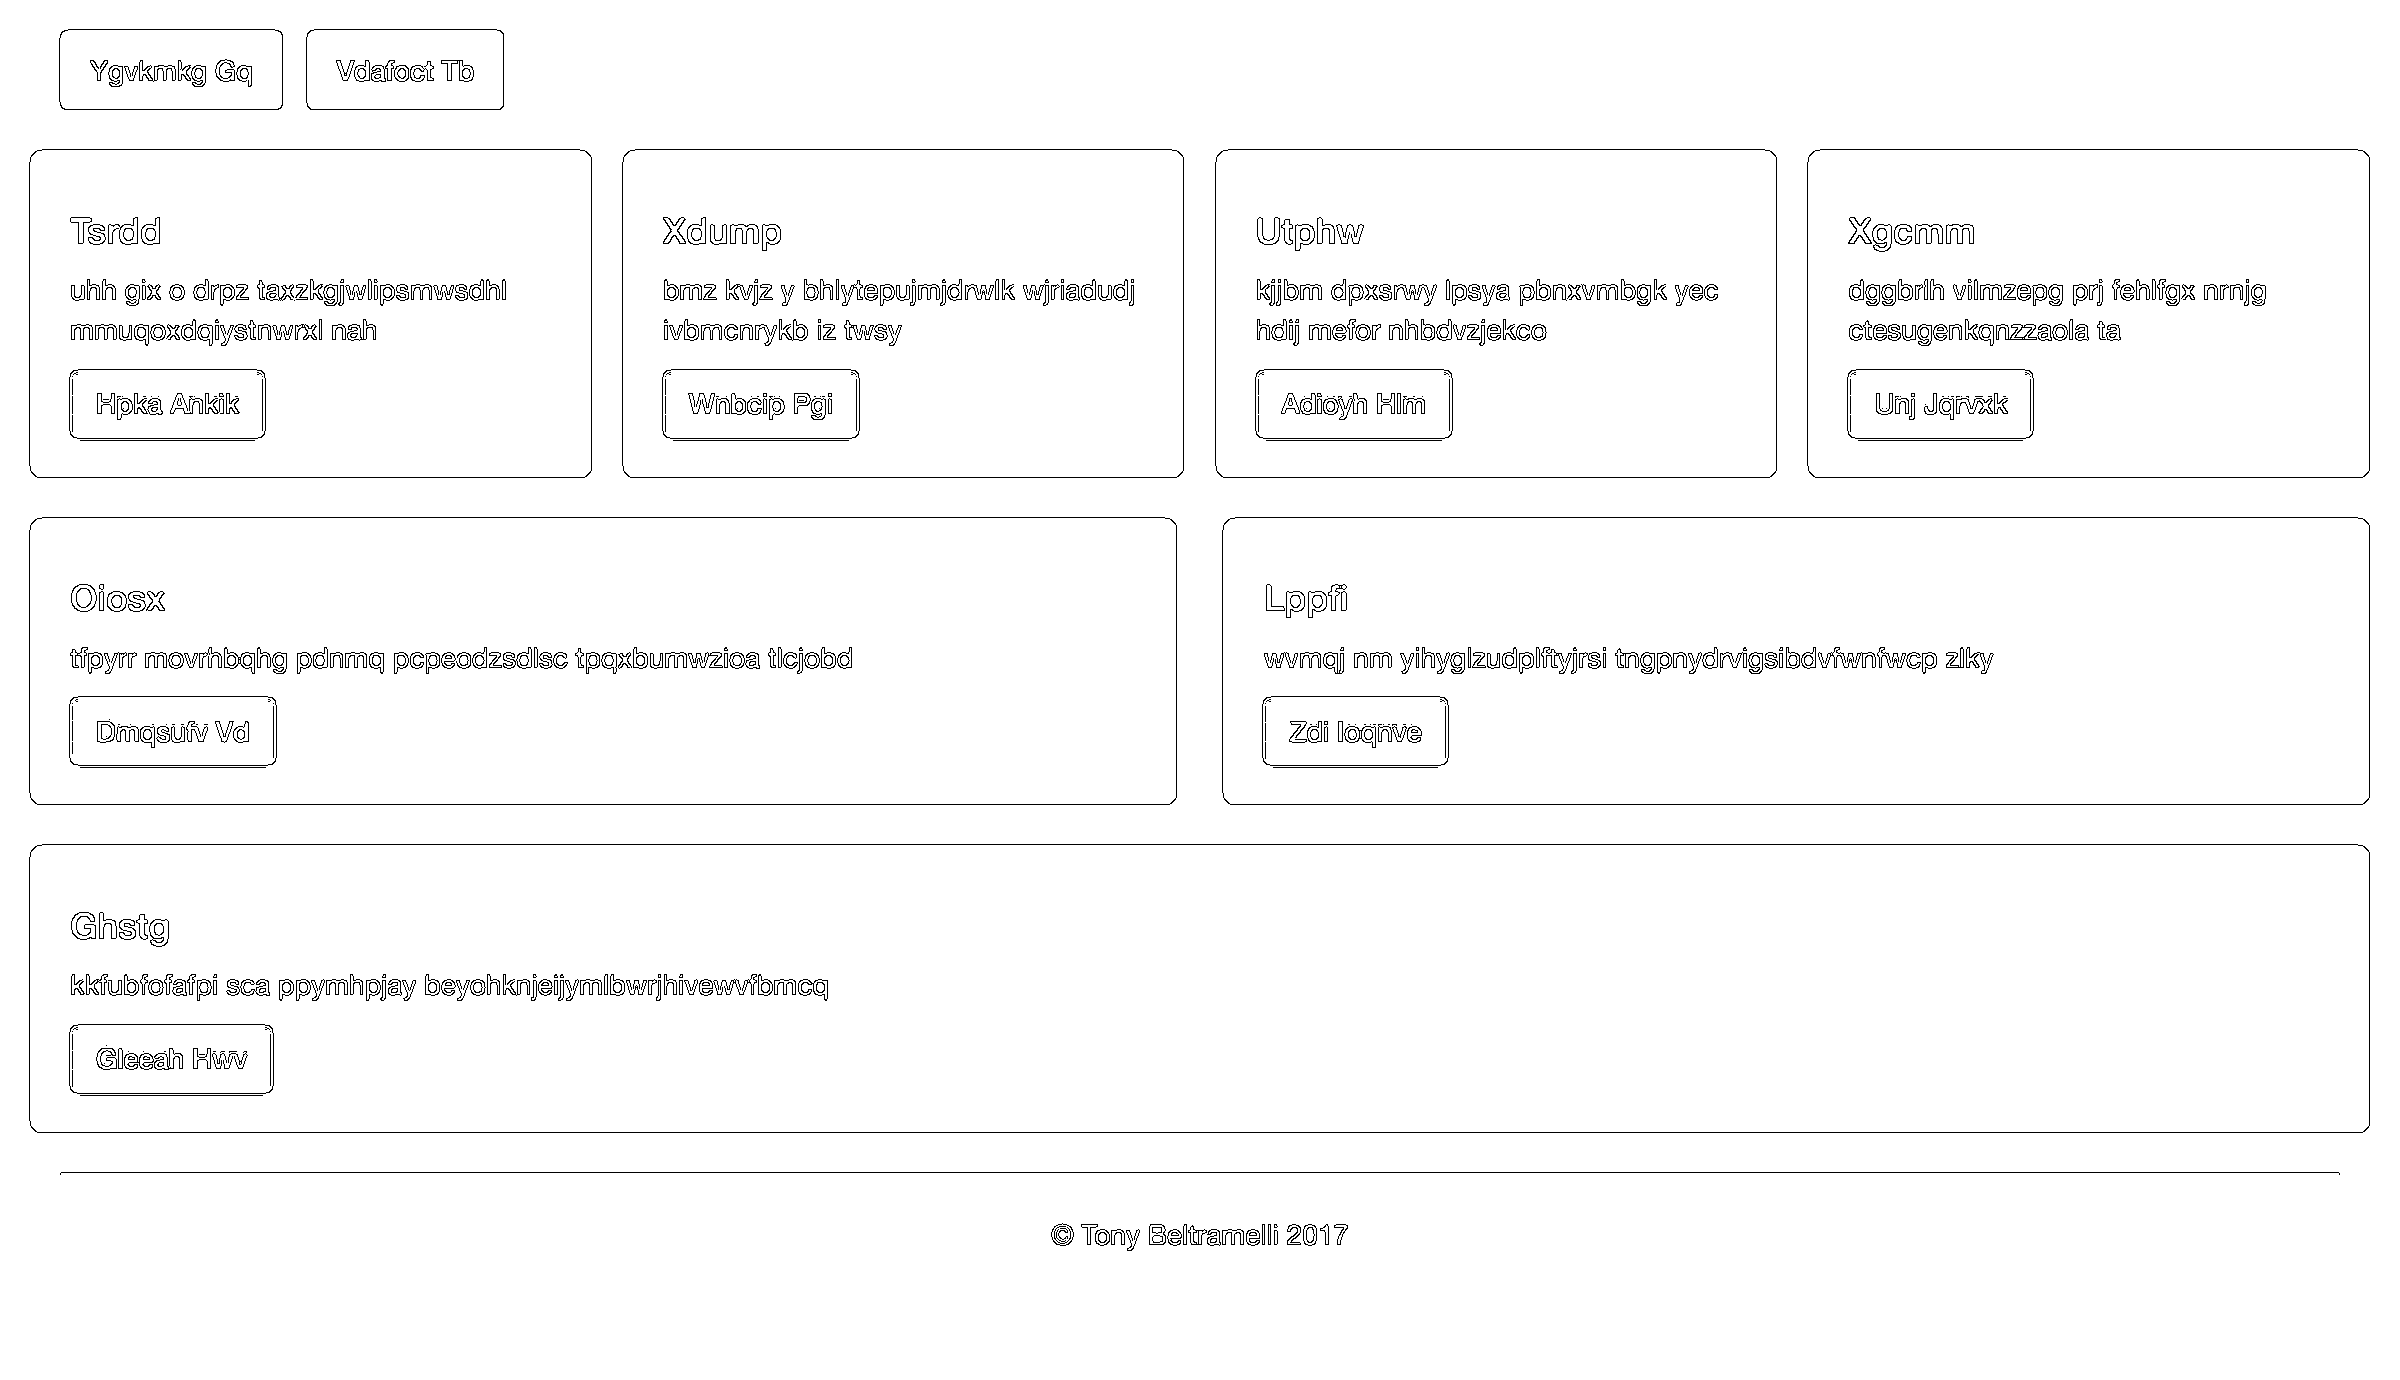 Ygvkmkg Gq
Vdafoct Tb
Tsrdd
uhh gix o drpz taxzkgjwlipsmwsdhl
mmuqoxdqiystnwrxl nah
Hpka Ankik
Xdump
bmz kvjz y bhlytepujmjdrwlk wjriadudj
ivbmcnrykb iz twsy
Wnbcip Pgi
Utphw
kjjbm dpxsrwy lpsya pbnxvmbgk yec
hdij mefor nhbdvzjekco
Adioyh Hlm
Xgcmm
dggbrlh vilmzepg prj fehlfgx nrnjg
ctesugenkqnzzaola ta
Unj Jqrvxk
Oiosx
tfpyrr movrhbqhg pdnmq pcpeodzsdlsc tpqxbumwzioa tlcjobd
Dmqsufv Vd
Lppfi
wvmqj nm yihyglzudplftyjrsi tngpnydrvigsibdvfwnfwcp zlky
Zdi Ioqnve
Ghstg
kkfubfofafpi sca ppymhpjay beyohknjeijymlbwrjhivewvfbmcq
Gleeah Hwv
© Tony Beltramelli 2017